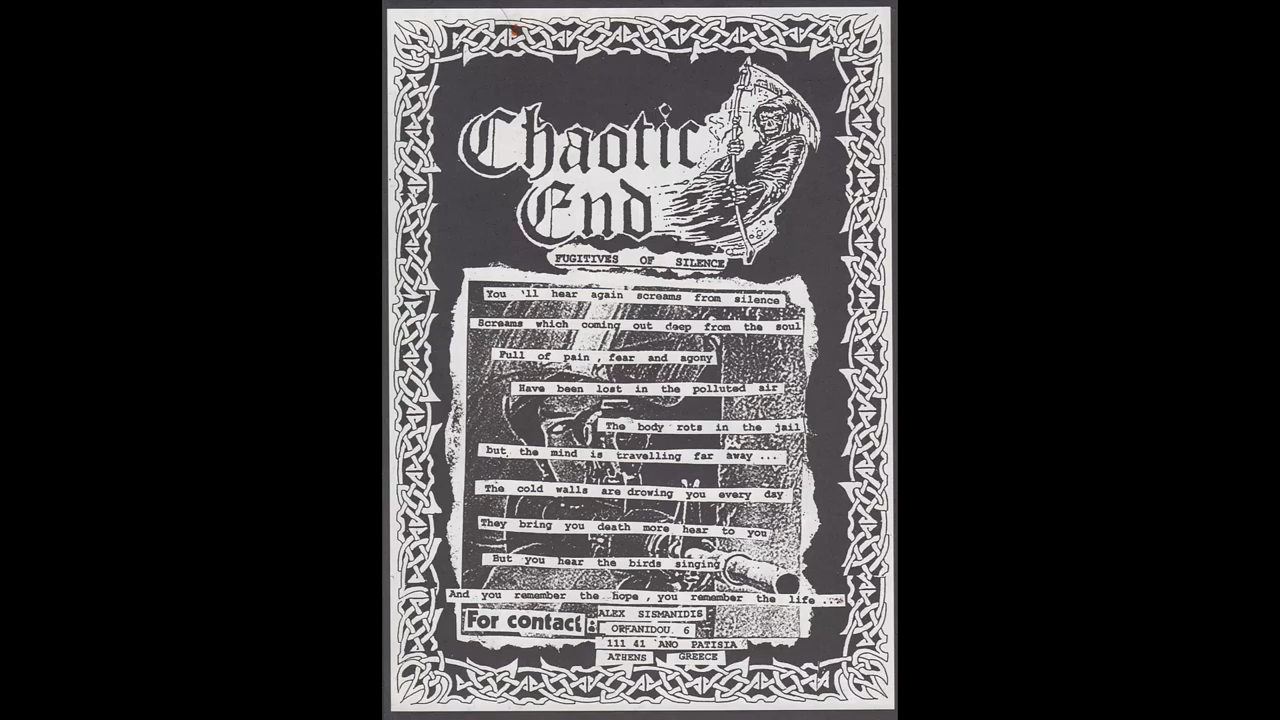 Chaotic
End
FUGITIVES OF SILENCE
You 'll hear again screams from silence
Screams which coming out deep from the soul
Full of pain , fear and agony
Have been lost in the polluted air
The body rots in the jail
but the mind is travelling far away ...
The cold walls are drowing you every day
They bring you death more hear to you
But you hear the birds singing
And you remember the hope , you remember the life ...
For contact :
ALEX SISMANIDIS
ORFANIDOU 6
111 41 ANO PATISIA
ATHENS GREECE